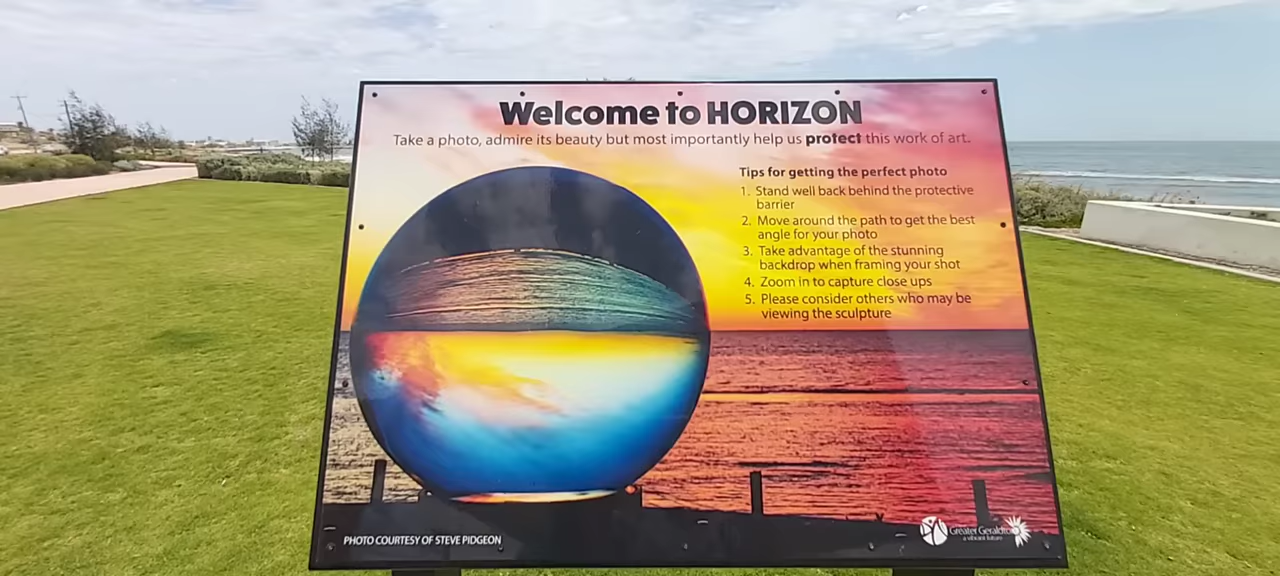 Welcome to HORIZON
Take a photo, admire its beauty but most importantly help us protect this work of art.
Tips for getting the perfect photo
1. Stand well back behind the protective
barrier
2. Move around the path to get the best
angle for your photo
3. Take advantage of the stunning
backdrop when framing your shot
4. Zoom in to capture close ups
5. Please consider others who may be
viewing the sculpture
PHOTO COURTESY OF STEVE PIDGEON
Greater Geraldton
a vibrant future